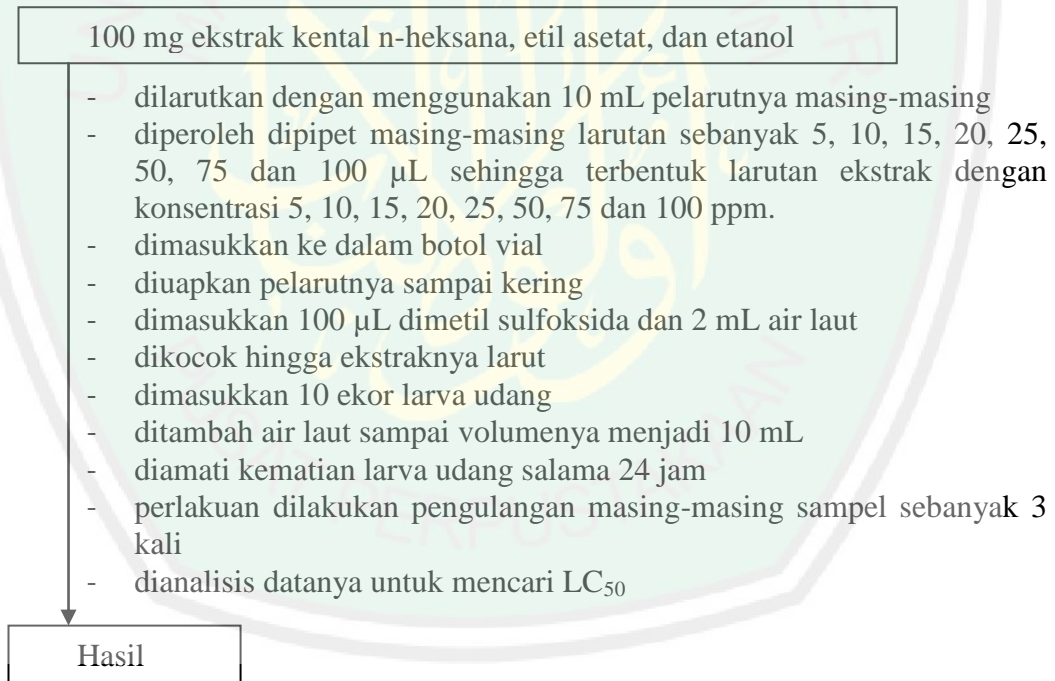 100 mg ekstrak kental n-heksana, etil asetat, dan etanol
- dilarutkan dengan menggunakan 10 mL pelarutnya masing-masing
- diperoleh dipipet masing-masing larutan sebanyak 5, 10, 15, 20, 25,
50, 75 dan 100 µL sehingga terbentuk larutan ekstrak dengan
konsentrasi 5, 10, 15, 20, 25, 50, 75 dan 100 ppm.
- dimasukkan ke dalam botol vial
- diuapkan pelarutnya sampai kering
- dimasukkan 100 µL dimetil sulfoksida dan 2 mL air laut
- dikocok hingga ekstraknya larut
- dimasukkan 10 ekor larva udang
- ditambah air laut sampai volumenya menjadi 10 mL
- diamati kematian larva udang salama 24 jam
- perlakuan dilakukan pengulangan masing-masing sampel sebanyak 3
kali
- dianalisis datanya untuk mencari LC₅₀
Hasil